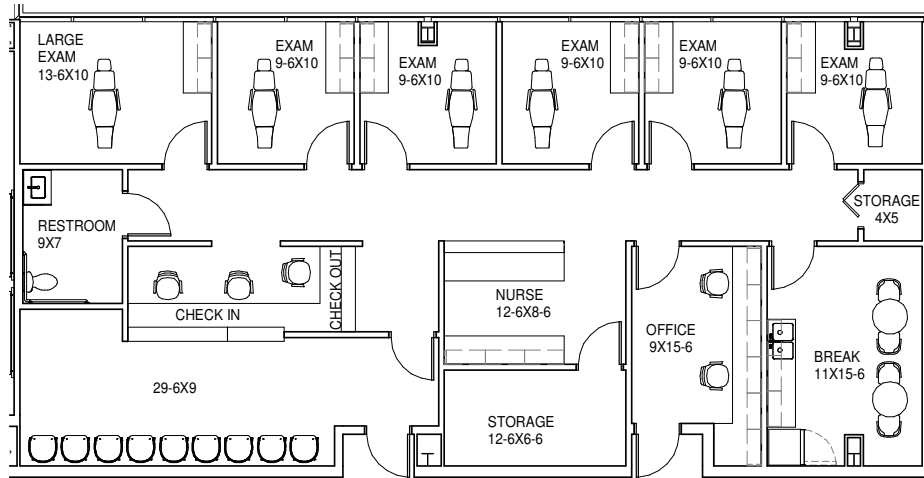 LARGE
EXAM
13-6X10
EXAM
9-6X10
EXAM
9-6X10
EXAM
9-6X10
EXAM
9-6X10
EXAM
9-6X10
RESTROOM
9X7
STORAGE
4X5
CHECK IN
CHECK OUT
NURSE
12-6X8-6
OFFICE
9X15-6
BREAK
11X15-6
29-6X9
STORAGE
12-6X6-6